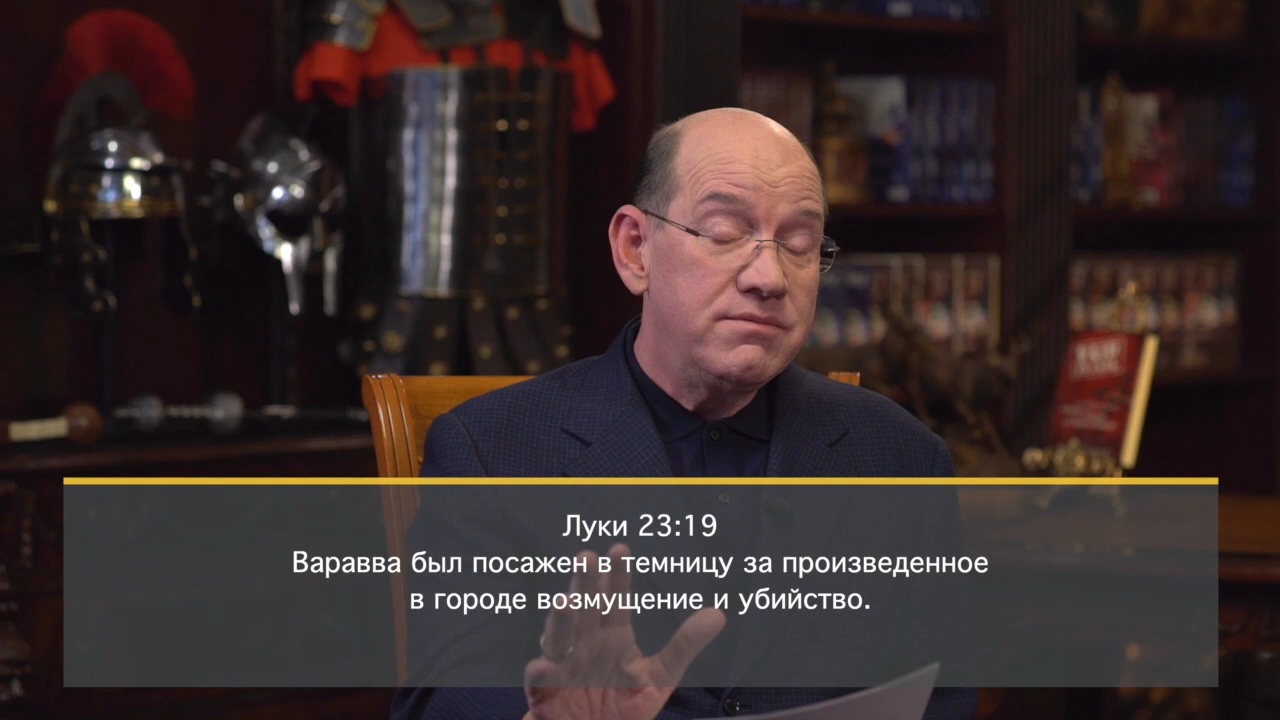 Луки 23:19
Варавва был посажен в темницу за произведенное
в городе возмущение и убийство.